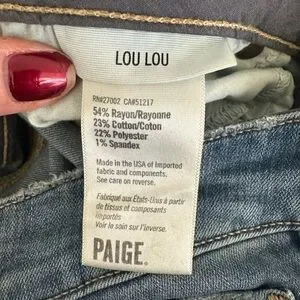 LOU LOU
RN#27002 CA#51217
54% Rayon/Rayonne
23% Cotton/Coton
22% Polyester
1% Spandex
Made in the USA of imported
fabric and components.
See care on reverse.
Fabriqué aux États-Unis à partir
de tissus et composants
importés
Voir le soin sur l'inverse.
PAIGE.